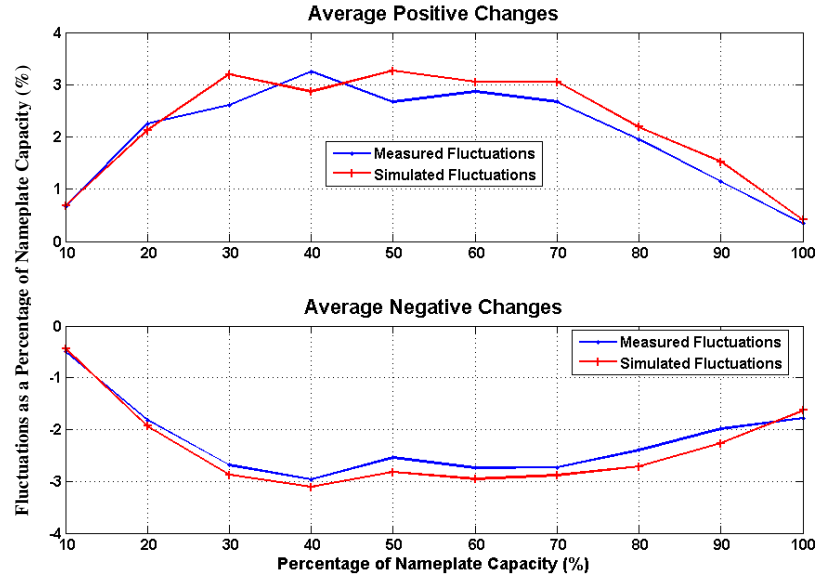 Average Positive Changes
Fluctuations as a Percentage of Nameplate Capacity (%)
4
3
2
1
0
Measured Fluctuations
Simulated Fluctuations
10 20 30 40 50 60 70 80 90 100
Average Negative Changes
0
-1
-2
-3
-4
Measured Fluctuations
Simulated Fluctuations
10 20 30 40 50 60 70 80 90 100
Percentage of Nameplate Capacity (%)